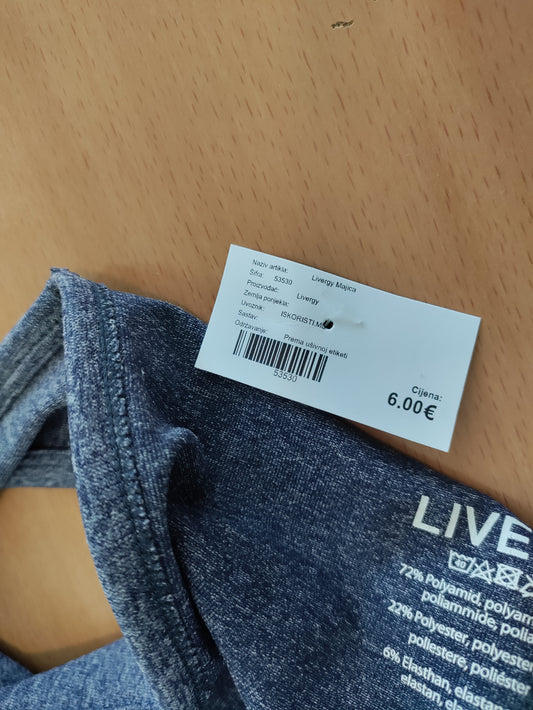 Naziv artikla: Livergy Majica
Šifra: 53530
Proizvođač: Livergy
Zemlja porijekla:
Uvoznik: ISKORISTI.ME
Sastav:
Održavanje: Prema ušivnoj etiketi
53530
Cijena:
6.00€
LIVE
40
72% Polyamid, polyam
poliammide, polia
22% Polyester, polyester
poliestere, poliéster
6% Elasthan, elastan
elastan, elas